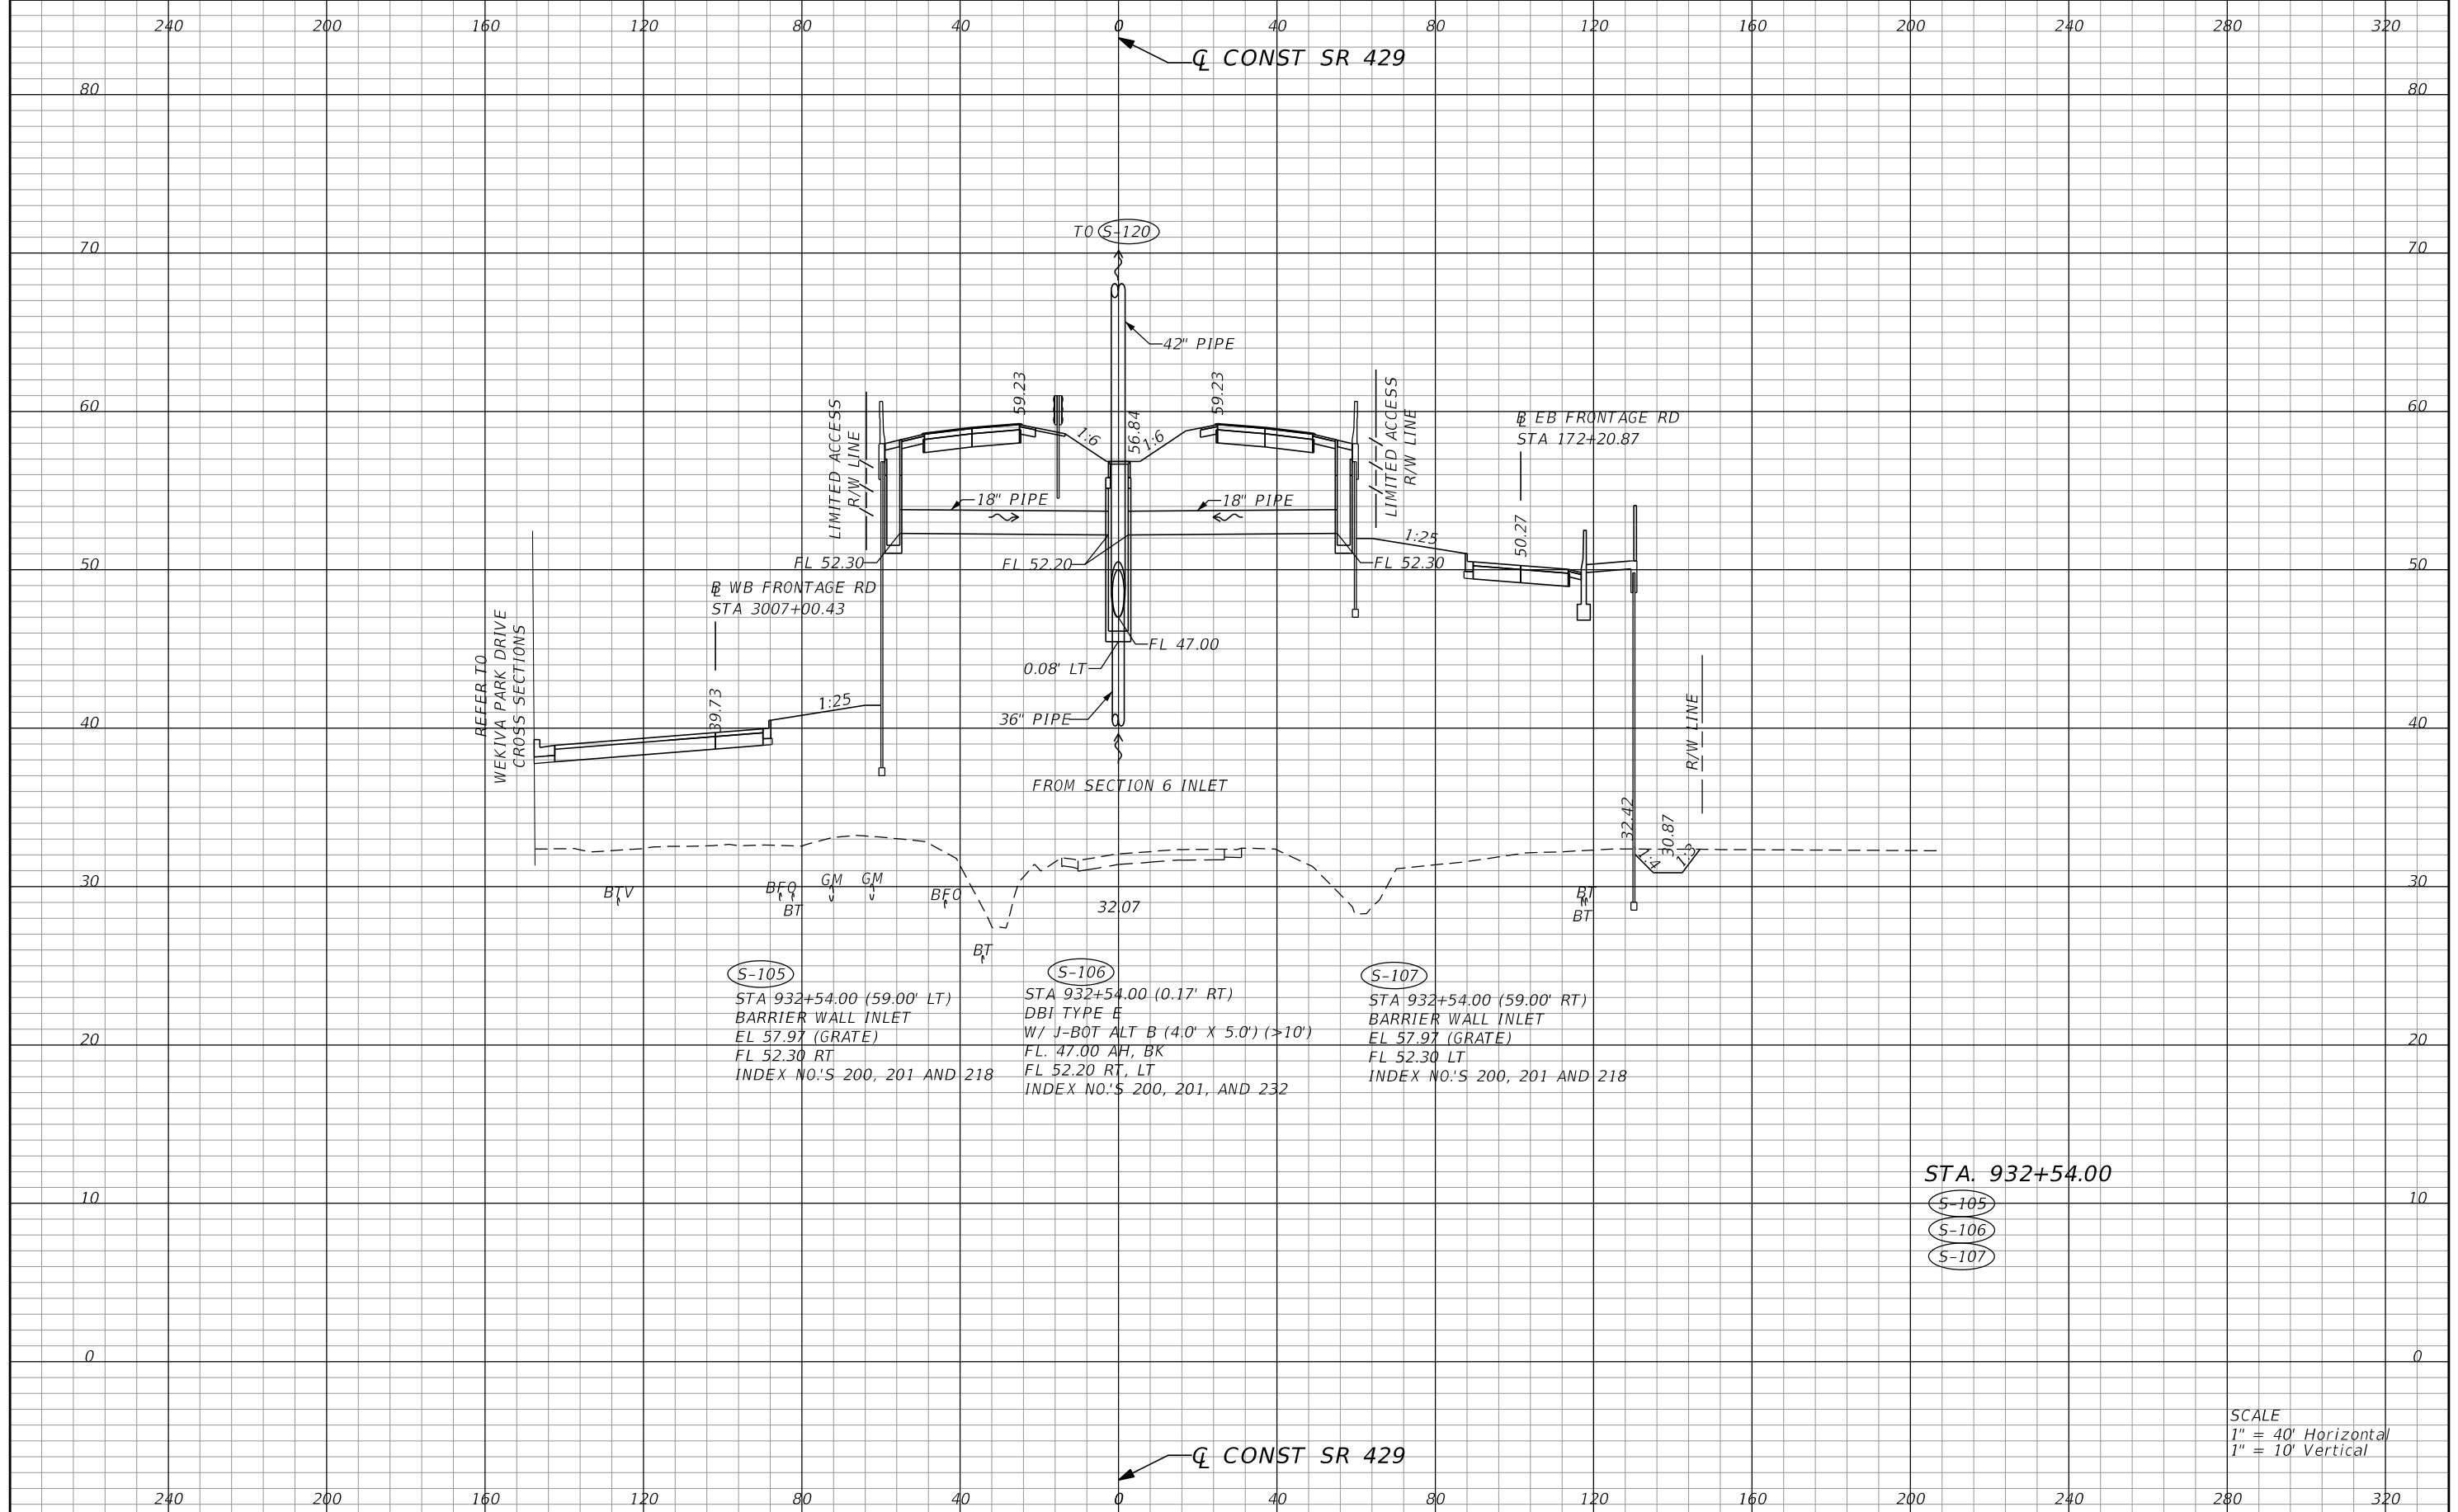 240 200 160 120 80 40 0 40 80 120 160 200 240 280 320
℄ CONST SR 429
80 80
70 70
60 60
50 50
40 40
30 30
20 20
10 10
0 0
TO S-120
42" PIPE
59.23
59.23
56.84
1:6
1:6
LIMITED ACCESS
R/W LINE
LIMITED ACCESS
R/W LINE
18" PIPE
18" PIPE
FL 52.30
FL 52.20
FL 52.30
1:25
B EB FRONTAGE RD
STA 172+20.87
50.27
B WB FRONTAGE RD
STA 3007+00.43
39.73
1:25
REFER TO
WEKIVA PARK DRIVE
CROSS SECTIONS
FL 47.00
0.08' LT
36" PIPE
FROM SECTION 6 INLET
R/W LINE
32.42
30.87
1:4
1:3
BTV
BFO
BT
GM
GM
BFO
BT
32.07
BT
BT
S-105
STA 932+54.00 (59.00' LT)
BARRIER WALL INLET
EL 57.97 (GRATE)
FL 52.30 RT
INDEX NO.'S 200, 201 AND 218
S-106
STA 932+54.00 (0.17' RT)
DBI TYPE E
W/ J-BOT ALT B (4.0' X 5.0') (>10')
FL. 47.00 AH, BK
FL 52.20 RT, LT
INDEX NO.'S 200, 201, AND 232
S-107
STA 932+54.00 (59.00' RT)
BARRIER WALL INLET
EL 57.97 (GRATE)
FL 52.30 LT
INDEX NO.'S 200, 201 AND 218
STA. 932+54.00
S-105
S-106
S-107
SCALE
1" = 40' Horizontal
1" = 10' Vertical
℄ CONST SR 429
240 200 160 120 80 40 0 40 80 120 160 200 240 280 320